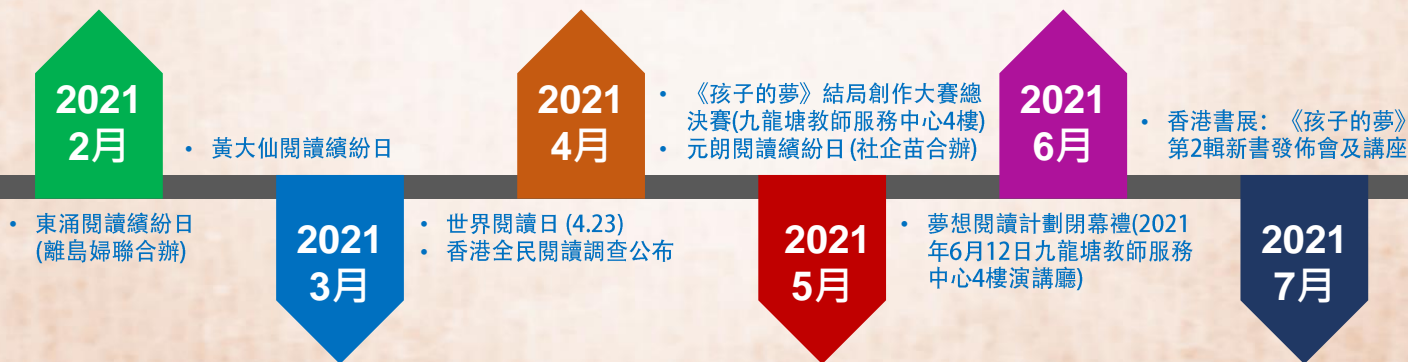 2021
2月
• 東涌閱讀繽紛日
(離島婦聯合辦)
• 黃大仙閱讀繽紛日
2021
3月
2021
4月
• 世界閱讀日 (4.23)
• 香港全民閱讀調查公布
• 《孩子的夢》結局創作大賽總
決賽(九龍塘教師服務中心4樓)
• 元朗閱讀繽紛日 (社企苗合辦)
2021
5月
2021
6月
• 夢想閱讀計劃閉幕禮(2021
年6月12日九龍塘教師服務
中心4樓演講廳)
• 香港書展：《孩子的夢》
第2輯新書發佈會及講座
2021
7月